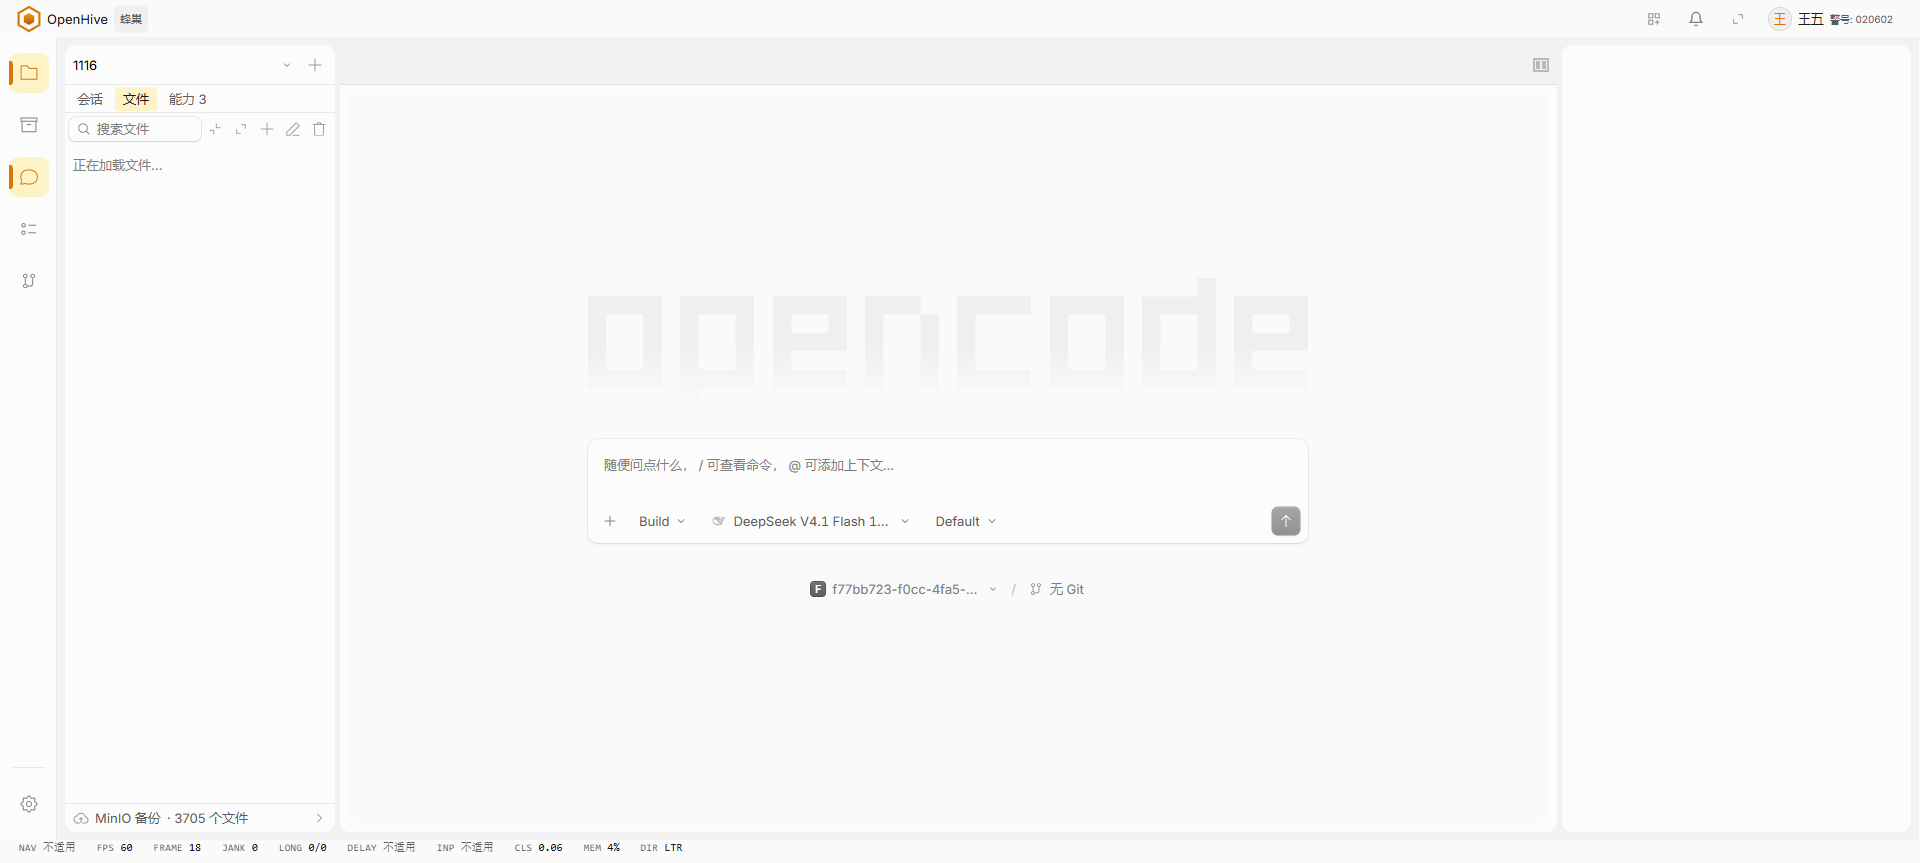 OpenHive 蜂巢
王 王五 警号: 020602
1116
会话 文件 能力 3
搜索文件
正在加载文件...
opencode
随便问点什么， / 可查看命令， @ 可添加上下文...
Build DeepSeek V4.1 Flash 1... Default
F f77bb723-f0cc-4fa5-... / 无 Git
MinIO 备份 · 3705 个文件
NAV 不适用 FPS 60 FRAME 18 JANK 0 LONG 0/0 DELAY 不适用 INP 不适用 CLS 0.06 MEM 4% DIR LTR